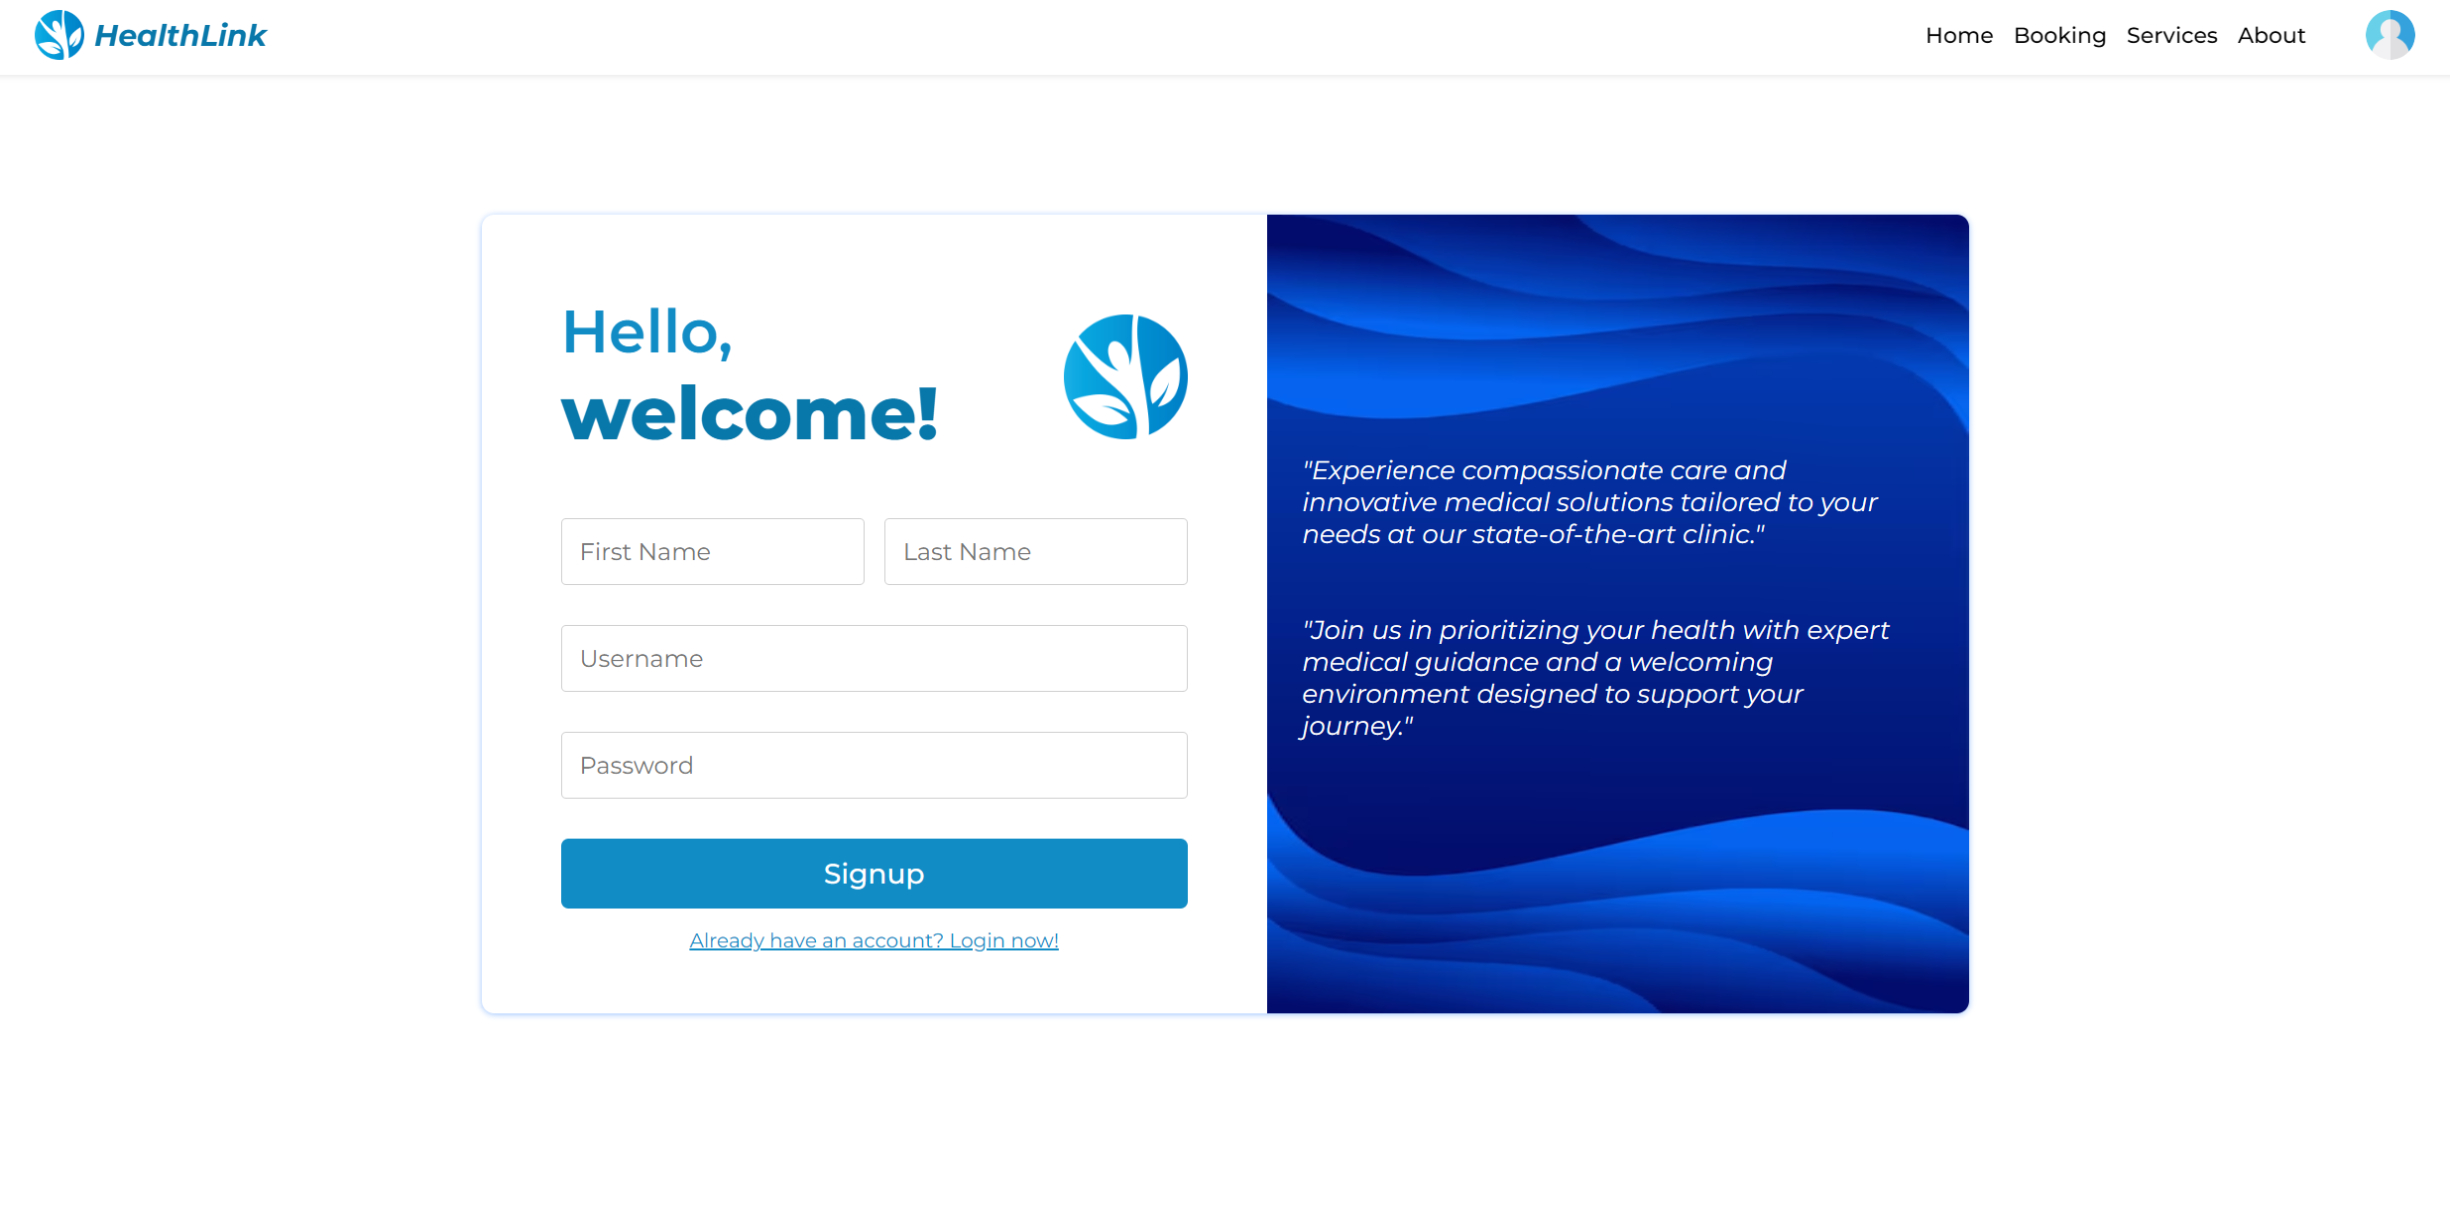 HealthLink
Home Booking Services About
Hello,
welcome!
First Name Last Name
Username
Password
Signup
Already have an account? Login now!
"Experience compassionate care and
innovative medical solutions tailored to your
needs at our state-of-the-art clinic."
"Join us in prioritizing your health with expert
medical guidance and a welcoming
environment designed to support your
journey."